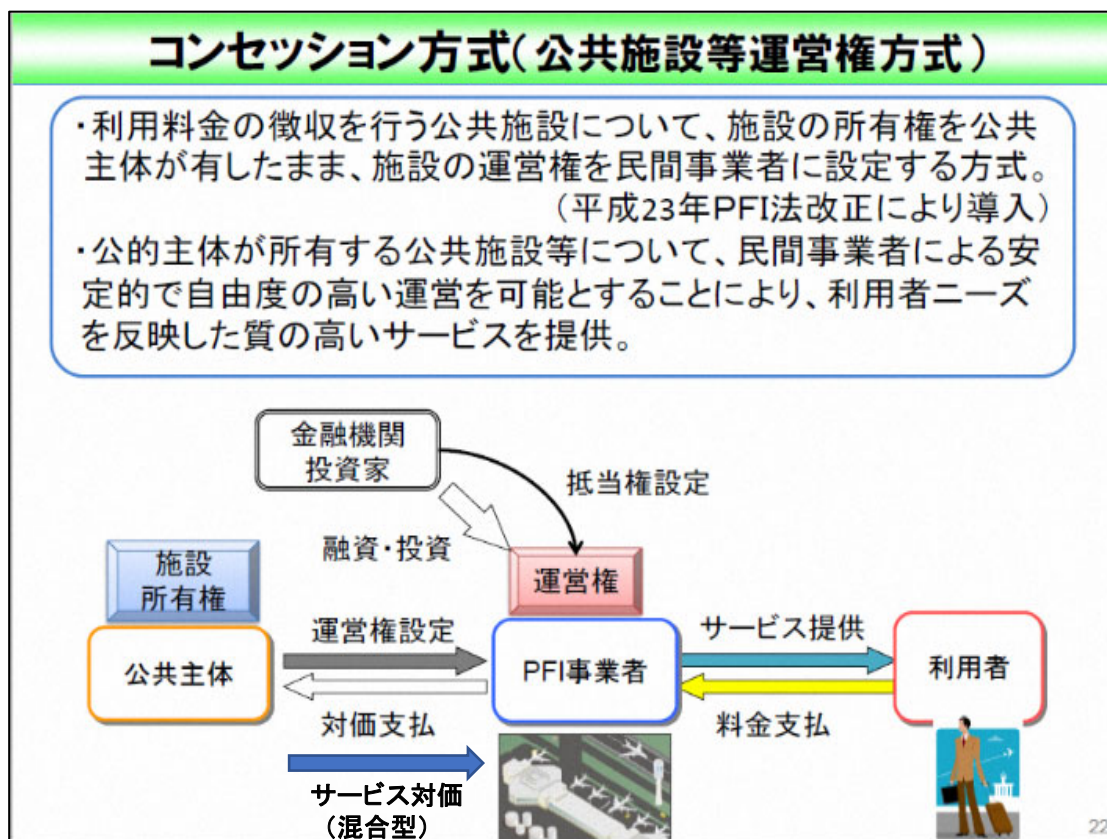 コンセッション方式(公共施設等運営権方式)
・利用料金の徴収を行う公共施設について、施設の所有権を公共
主体が有したまま、施設の運営権を民間事業者に設定する方式。
(平成23年PFI法改正により導入)
・公的主体が所有する公共施設等について、民間事業者による安
定的で自由度の高い運営を可能とすることにより、利用者ニーズ
を反映した質の高いサービスを提供。
金融機関
投資家
抵当権設定
融資・投資
施設
所有権
運営権
運営権設定
サービス提供
公共主体
PFI事業者
利用者
対価支払
料金支払
サービス対価
(混合型)
22